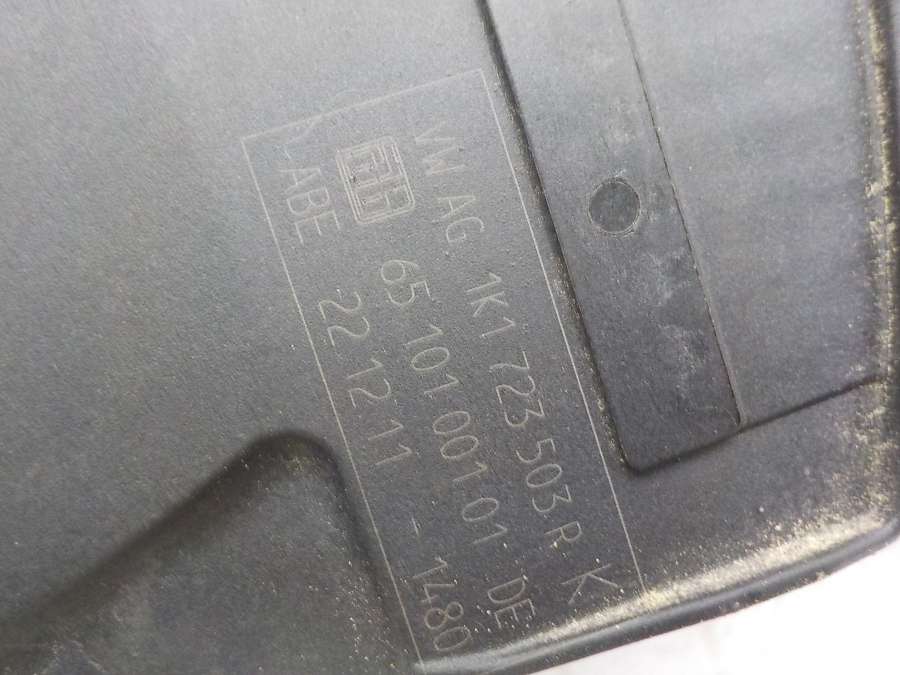 VW AG 1K1 723 503 R K
65 101 001 01 DE
ABE 22 12 11 - 1480